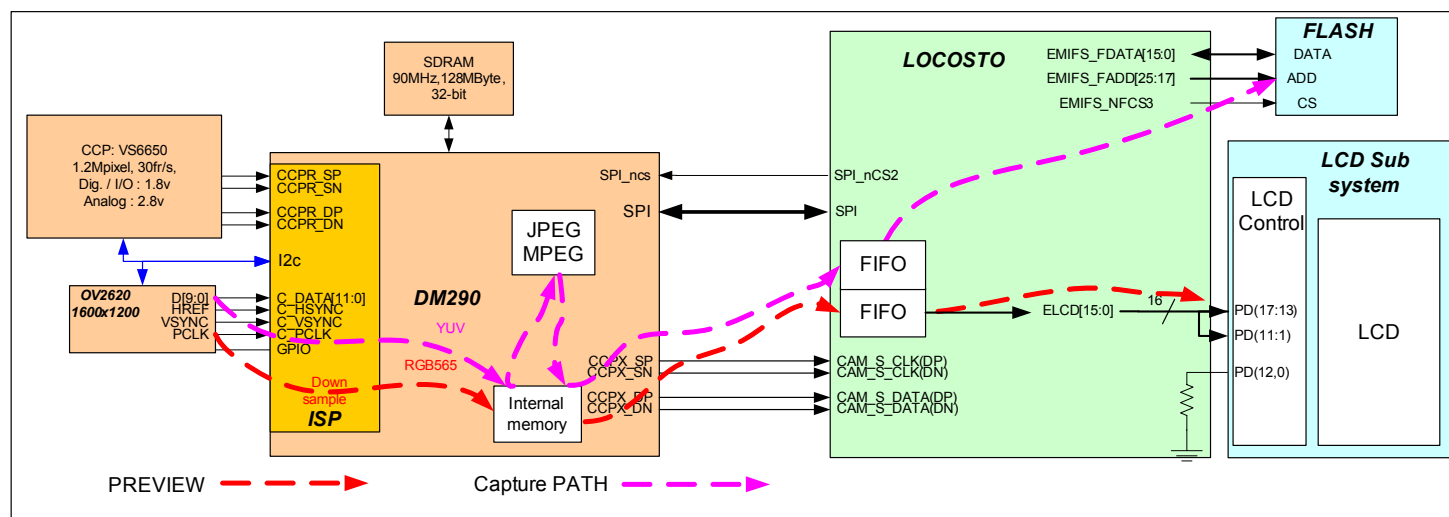 SDRAM
90MHz,128MByte,
32-bit
CCP: VS6650
1.2Mpixel, 30fr/s,
Dig. / I/O : 1.8v
Analog : 2.8v
OV2620
1600x1200
D[9:0]
HREF
VSYNC
PCLK
CCPR_SP
CCPR_SN
CCPR_DP
CCPR_DN
I2c
C_DATA[11:0]
C_HSYNC
C_VSYNC
C_PCLK
GPIO
Down
sample
ISP
JPEG
MPEG
DM290
YUV
RGB565
Internal
memory
SPI_ncs
SPI
CCPX_SP
CCPX_SN
CCPX_DP
CCPX_DN
LOCOSTO
EMIFS_FDATA[15:0]
EMIFS_FADD[25:17]
EMIFS_NFCS3
SPI_nCS2
SPI
FIFO
FIFO
ELCD[15:0]
16
CAM_S_CLK(DP)
CAM_S_CLK(DN)
CAM_S_DATA(DP)
CAM_S_DATA(DN)
FLASH
DATA
ADD
CS
LCD Sub
system
LCD
Control
PD(17:13)
PD(11:1)
PD(12,0)
LCD
PREVIEW
Capture PATH